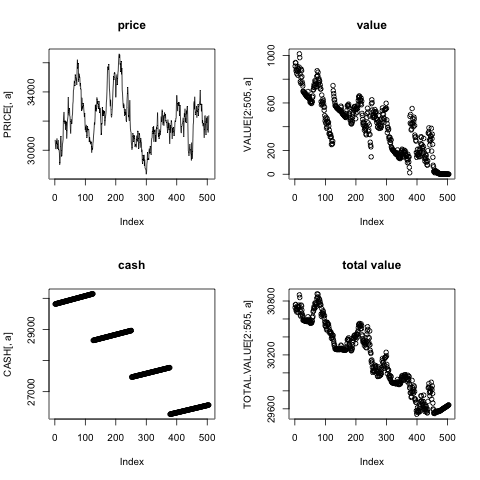 price
PRICE[, a]
30000
34000
0 100 200 300 400 500
Index
value
VALUE[2:505, a]
0 200 600 1000
0 100 200 300 400 500
Index
cash
CASH[, a]
27000 29000
0 100 200 300 400 500
Index
total value
TOTAL.VALUE[2:505, a]
29600 30200 30800
0 100 200 300 400 500
Index